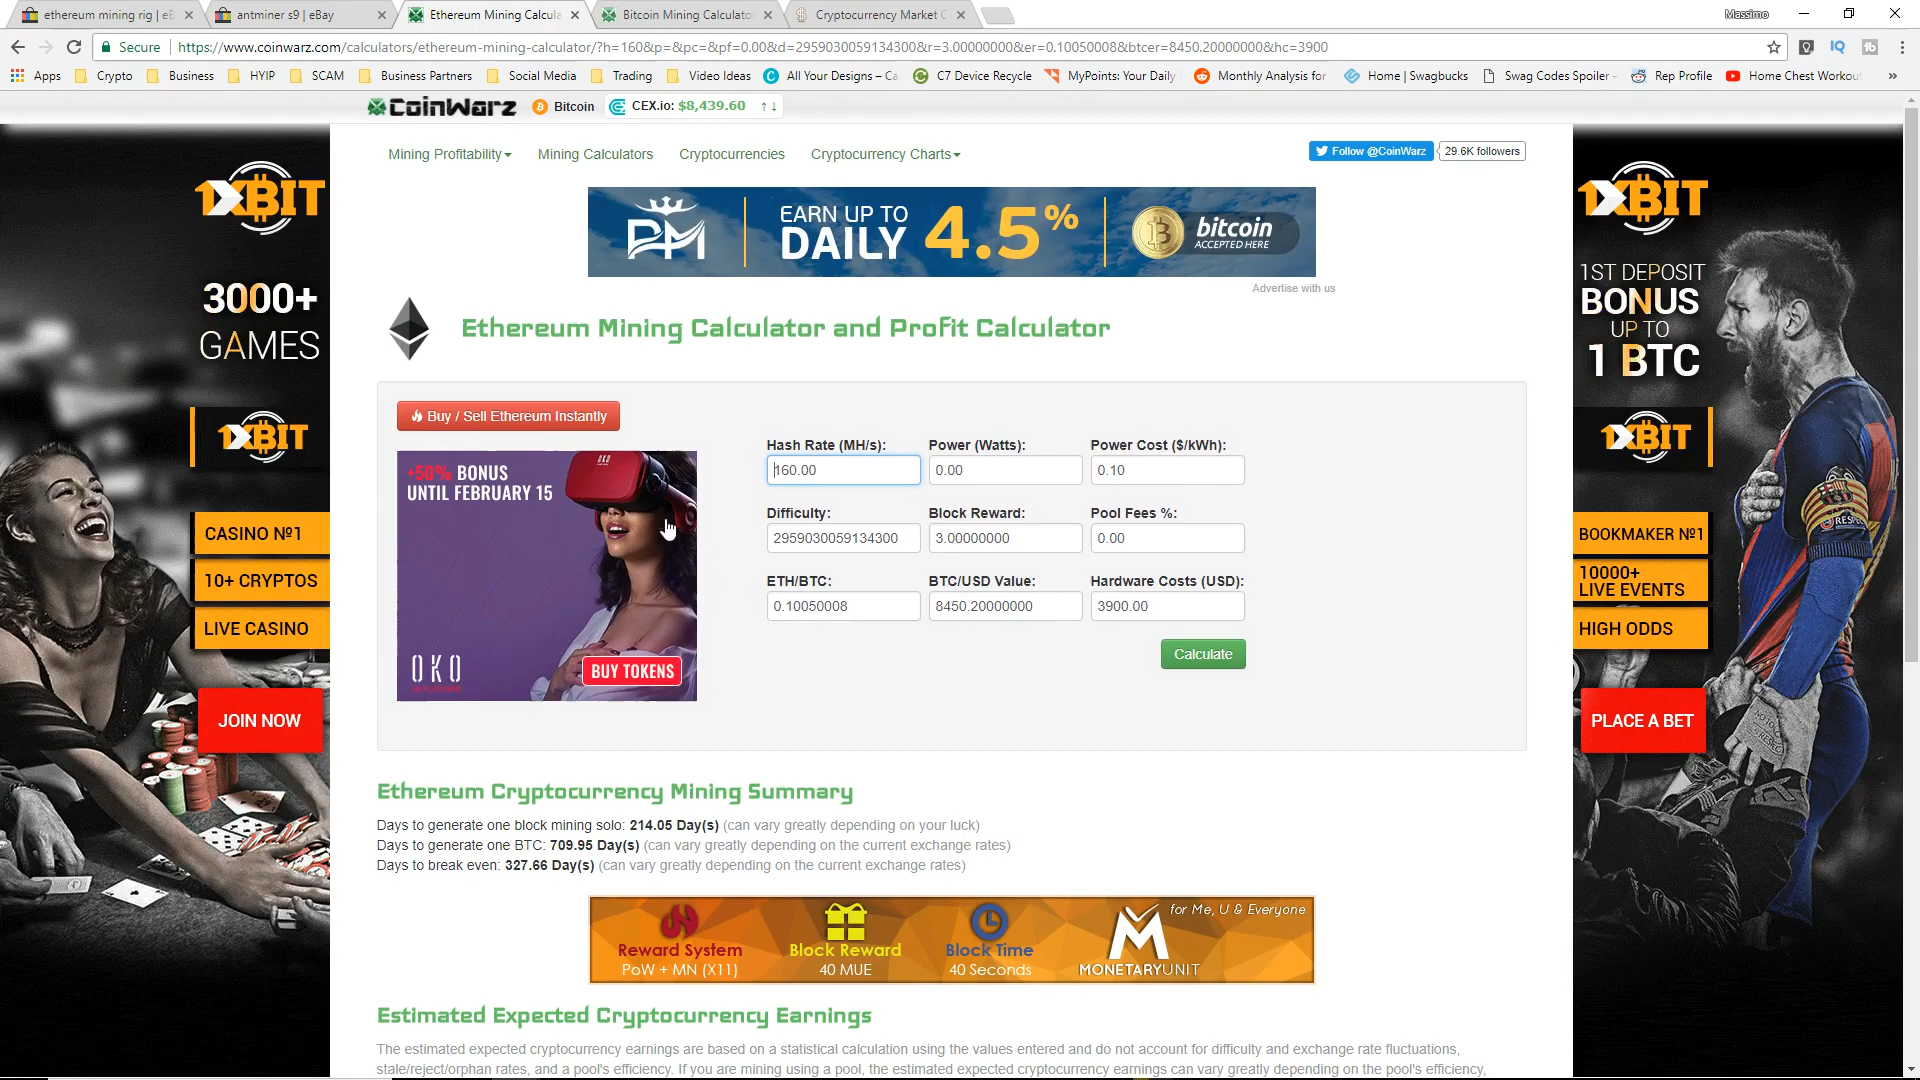 ethereum mining rig | eB
antminer s9 | eBay
Ethereum Mining Calcula
Bitcoin Mining Calculato
Cryptocurrency Market C
Massimo
Secure
https://www.coinwarz.com/calculators/ethereum-mining-calculator/?h=160&p=&pc=&pf=0.00&d=2959030059134300&r=3.00000000&er=0.10050008&btcer=8450.20000000&hc=3900
Apps
Crypto
Business
HYIP
SCAM
Business Partners
Social Media
Trading
Video Ideas
All Your Designs – Ca
C7 Device Recycle
MyPoints: Your Daily
Monthly Analysis for
Home | Swagbucks
Swag Codes Spoiler -
Rep Profile
Home Chest Workou
CoinWarz
Bitcoin
CEX.io: $8,439.60 ↑↓
Mining Profitability
Mining Calculators
Cryptocurrencies
Cryptocurrency Charts
Follow @CoinWarz
29.6K followers
EARN UP TO
DAILY
4.5%
bitcoin
ACCEPTED HERE
Advertise with us
1XBIT
3000+
GAMES
1XBIT
CASINO №1
10+ CRYPTOS
LIVE CASINO
JOIN NOW
Ethereum Mining Calculator and Profit Calculator
Buy / Sell Ethereum Instantly
+50% BONUS
UNTIL FEBRUARY 15
OKO
OKO
BUY TOKENS
Hash Rate (MH/s):
Power (Watts):
Power Cost ($/kWh):
160.00
0.00
0.10
Difficulty:
Block Reward:
Pool Fees %:
2959030059134300
3.00000000
0.00
ETH/BTC:
BTC/USD Value:
Hardware Costs (USD):
0.10050008
8450.20000000
3900.00
Calculate
1XBIT
1ST DEPOSIT
BONUS
UP TO
1 BTC
1XBIT
BOOKMAKER №1
10000+
LIVE EVENTS
HIGH ODDS
PLACE A BET
Ethereum Cryptocurrency Mining Summary
Days to generate one block mining solo: 214.05 Day(s) (can vary greatly depending on your luck)
Days to generate one BTC: 709.95 Day(s) (can vary greatly depending on the current exchange rates)
Days to break even: 327.66 Day(s) (can vary greatly depending on the current exchange rates)
Reward System
PoW + MN (X11)
Block Reward
40 MUE
Block Time
40 Seconds
for Me, U & Everyone
MONETARYUNIT
Estimated Expected Cryptocurrency Earnings
The estimated expected cryptocurrency earnings are based on a statistical calculation using the values entered and do not account for difficulty and exchange rate fluctuations,
stale/reject/orphan rates, and a pool's efficiency. If you are mining using a pool, the estimated expected cryptocurrency earnings can vary greatly depending on the pool's efficiency,